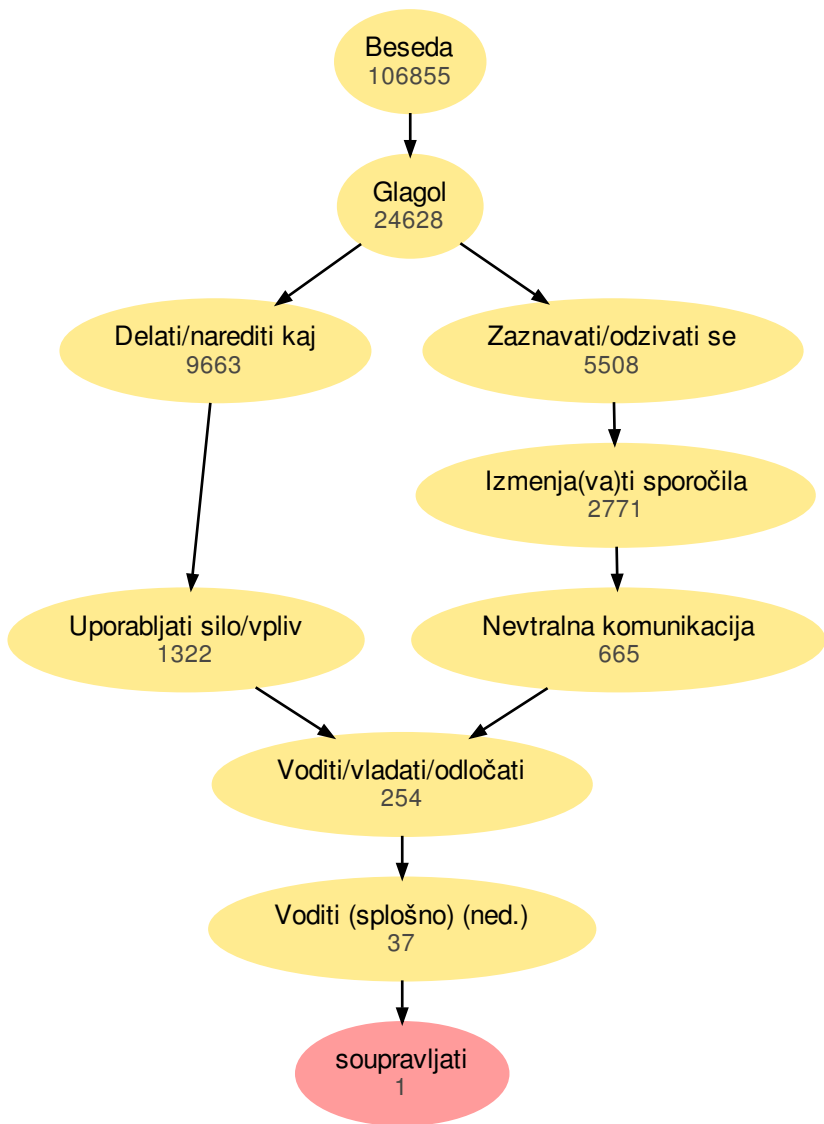 Beseda
106855
Glagol
24628
Delati/narediti kaj
9663
Zaznavati/odzivati se
5508
Izmenja(va)ti sporočila
2771
Uporabljati silo/vpliv
1322
Nevtralna komunikacija
665
Voditi/vladati/odločati
254
Voditi (splošno) (ned.)
37
soupravljati
1